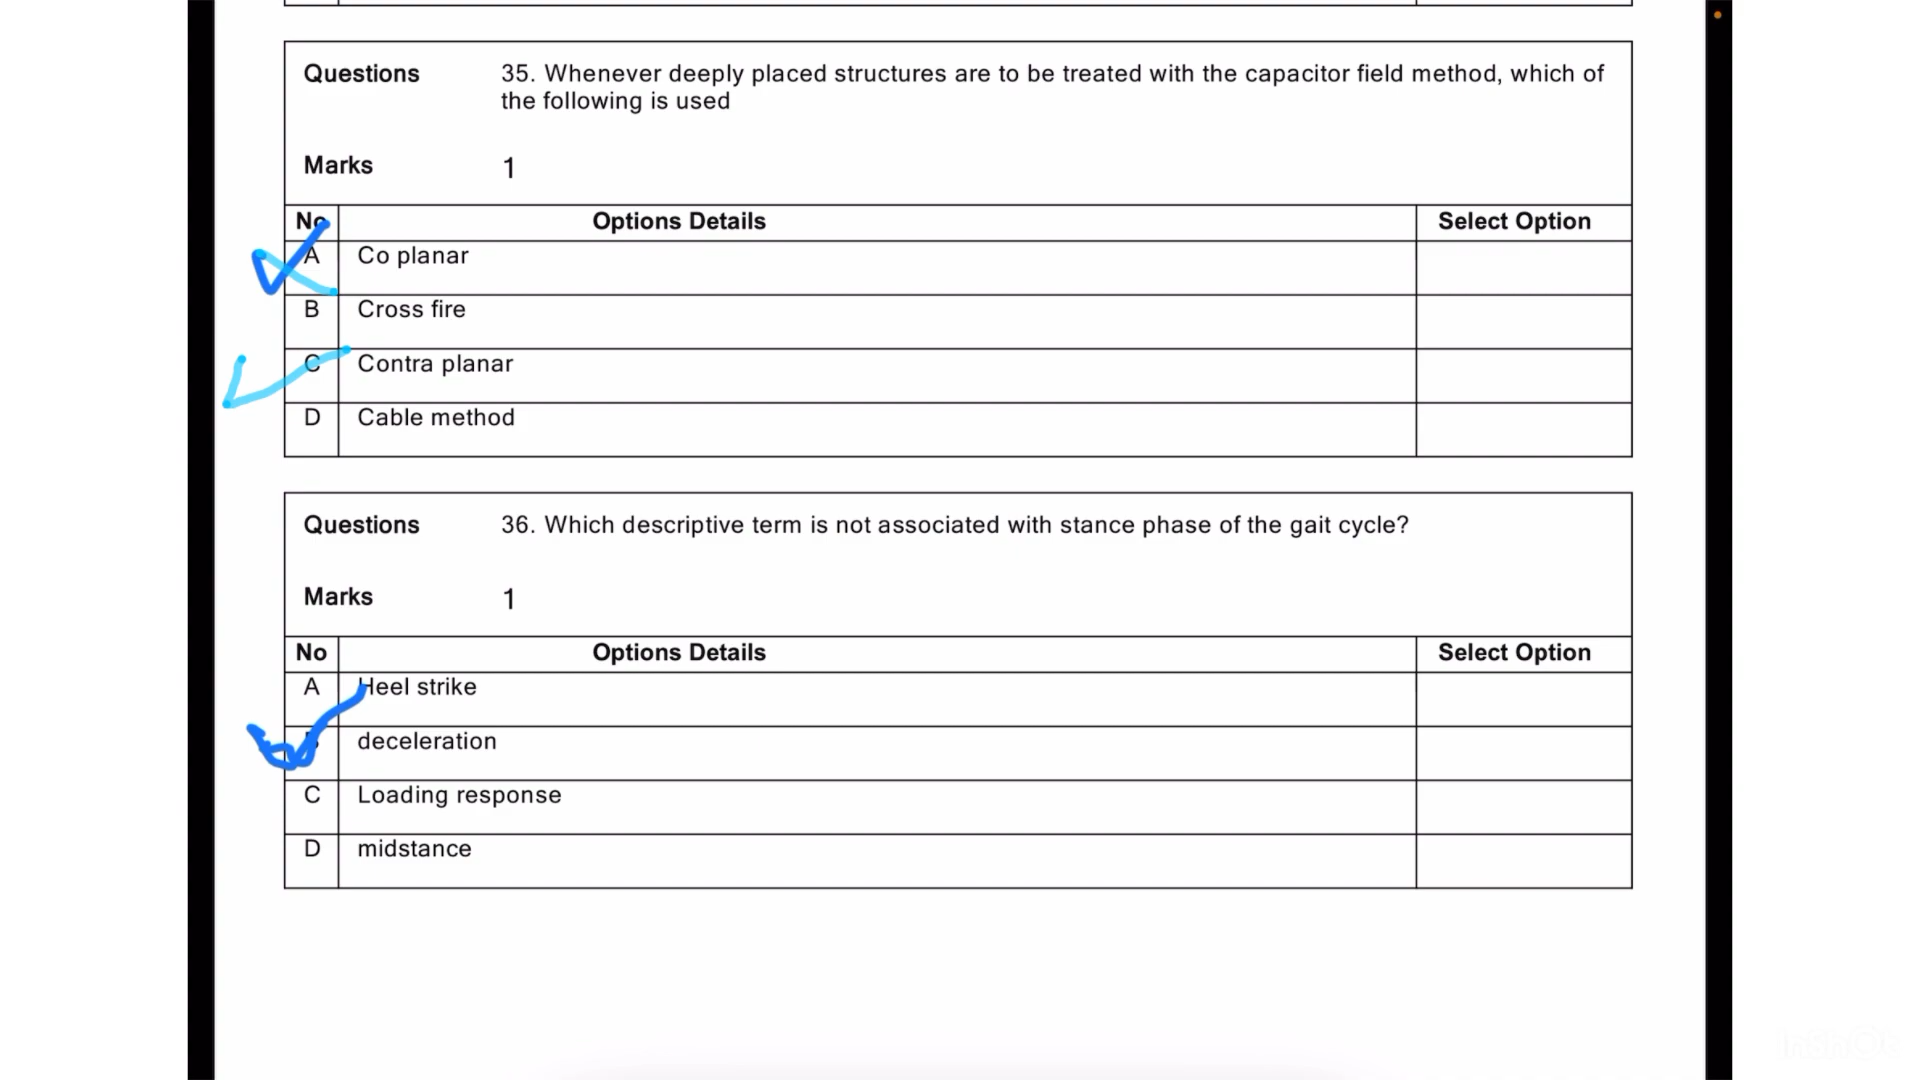 Questions 35. Whenever deeply placed structures are to be treated with the capacitor field method, which of
the following is used
Marks 1
No Options Details Select Option
A Co planar
B Cross fire
C Contra planar
D Cable method
Questions 36. Which descriptive term is not associated with stance phase of the gait cycle?
Marks 1
No Options Details Select Option
A Heel strike
B deceleration
C Loading response
D midstance